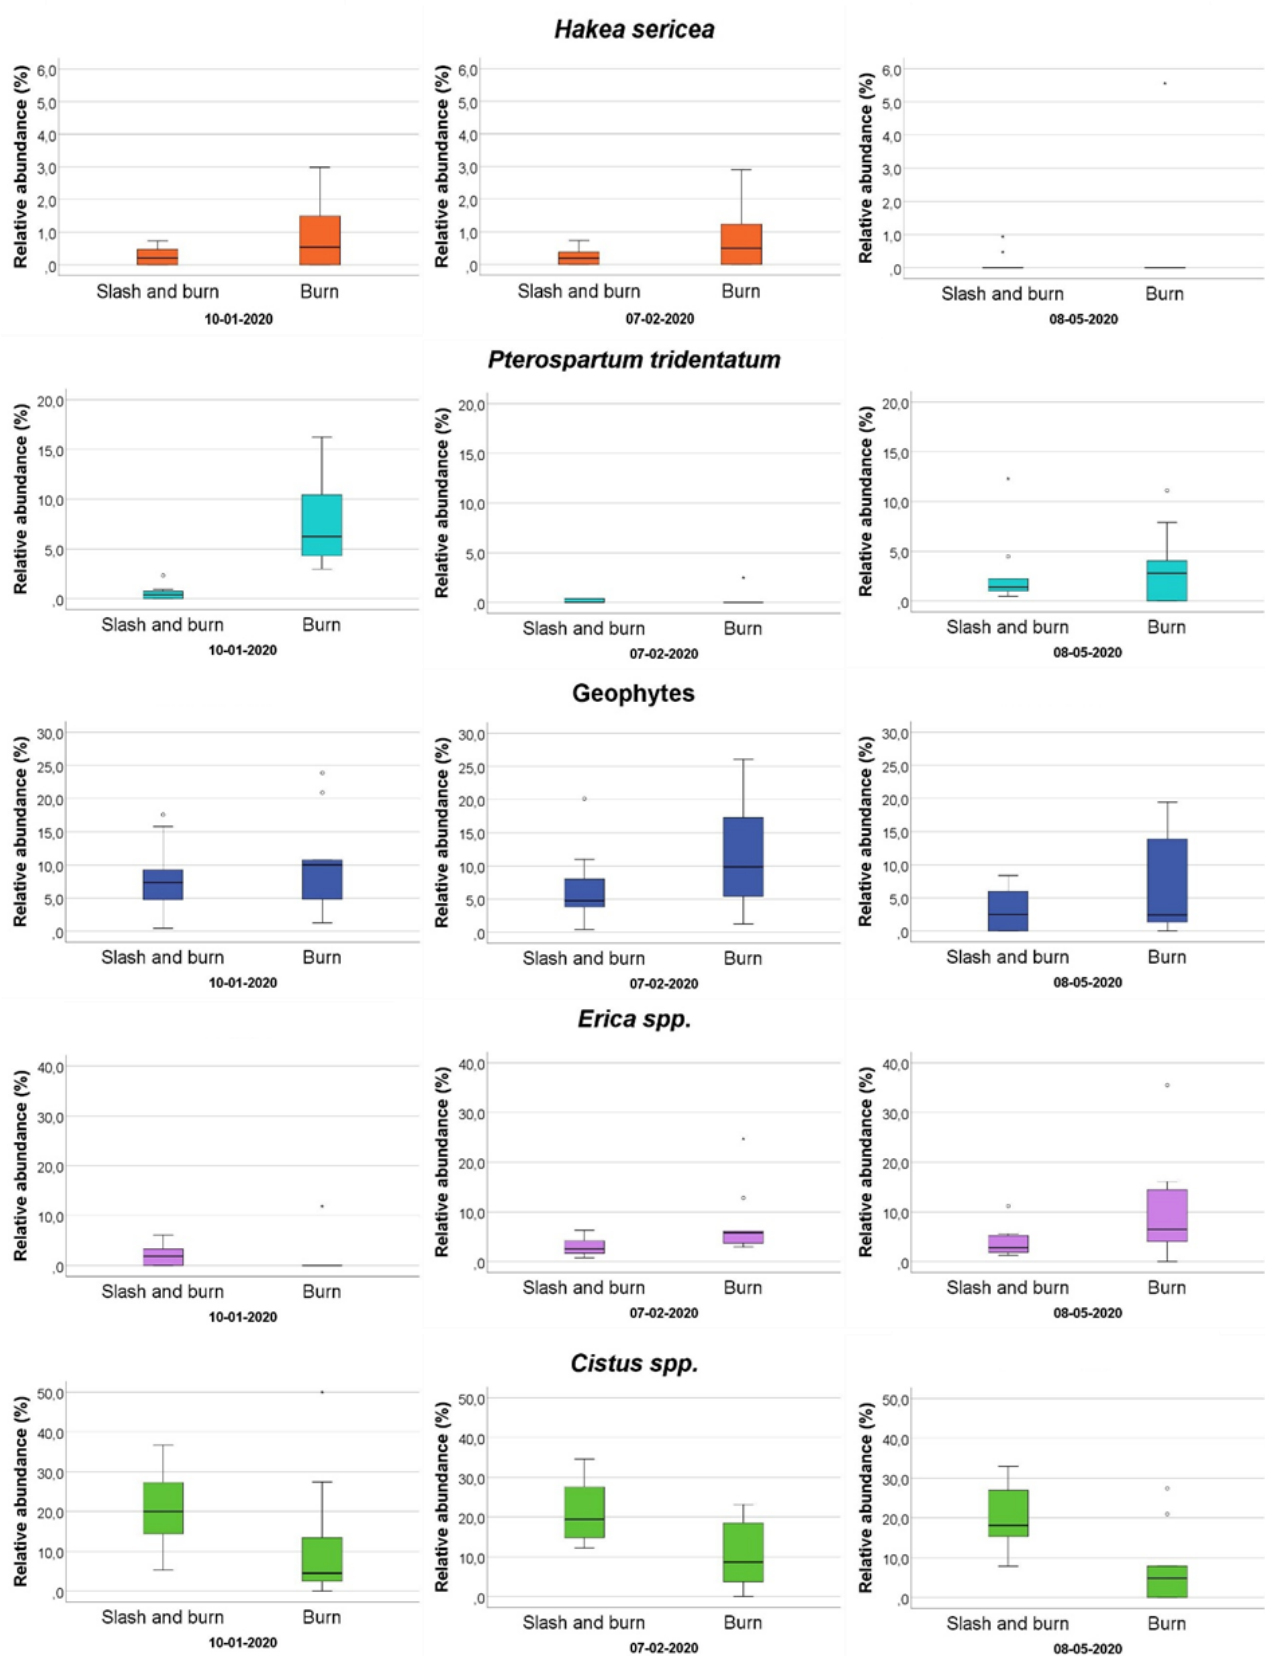 Hakea sericea
Relative abundance (%)
6,0
5,0
4,0
3,0
2,0
1,0
,0
Slash and burn
Burn
10-01-2020
Relative abundance (%)
6,0
5,0
4,0
3,0
2,0
1,0
,0
Slash and burn
Burn
07-02-2020
Relative abundance (%)
6,0
5,0
4,0
3,0
2,0
1,0
,0
Slash and burn
Burn
08-05-2020
Pterospartum tridentatum
Relative abundance (%)
20,0
15,0
10,0
5,0
,0
Slash and burn
Burn
10-01-2020
Relative abundance (%)
20,0
15,0
10,0
5,0
,0
Slash and burn
Burn
07-02-2020
Relative abundance (%)
20,0
15,0
10,0
5,0
,0
Slash and burn
Burn
08-05-2020
Geophytes
Relative abundance (%)
30,0
25,0
20,0
15,0
10,0
5,0
,0
Slash and burn
Burn
10-01-2020
Relative abundance (%)
30,0
25,0
20,0
15,0
10,0
5,0
,0
Slash and burn
Burn
07-02-2020
Relative abundance (%)
30,0
25,0
20,0
15,0
10,0
5,0
,0
Slash and burn
Burn
08-05-2020
Erica spp.
Relative abundance (%)
40,0
30,0
20,0
10,0
,0
Slash and burn
Burn
10-01-2020
Relative abundance (%)
40,0
30,0
20,0
10,0
,0
Slash and burn
Burn
07-02-2020
Relative abundance (%)
40,0
30,0
20,0
10,0
,0
Slash and burn
Burn
08-05-2020
Cistus spp.
Relative abundance (%)
50,0
40,0
30,0
20,0
10,0
,0
Slash and burn
Burn
10-01-2020
Relative abundance (%)
50,0
40,0
30,0
20,0
10,0
,0
Slash and burn
Burn
07-02-2020
Relative abundance (%)
50,0
40,0
30,0
20,0
10,0
,0
Slash and burn
Burn
08-05-2020